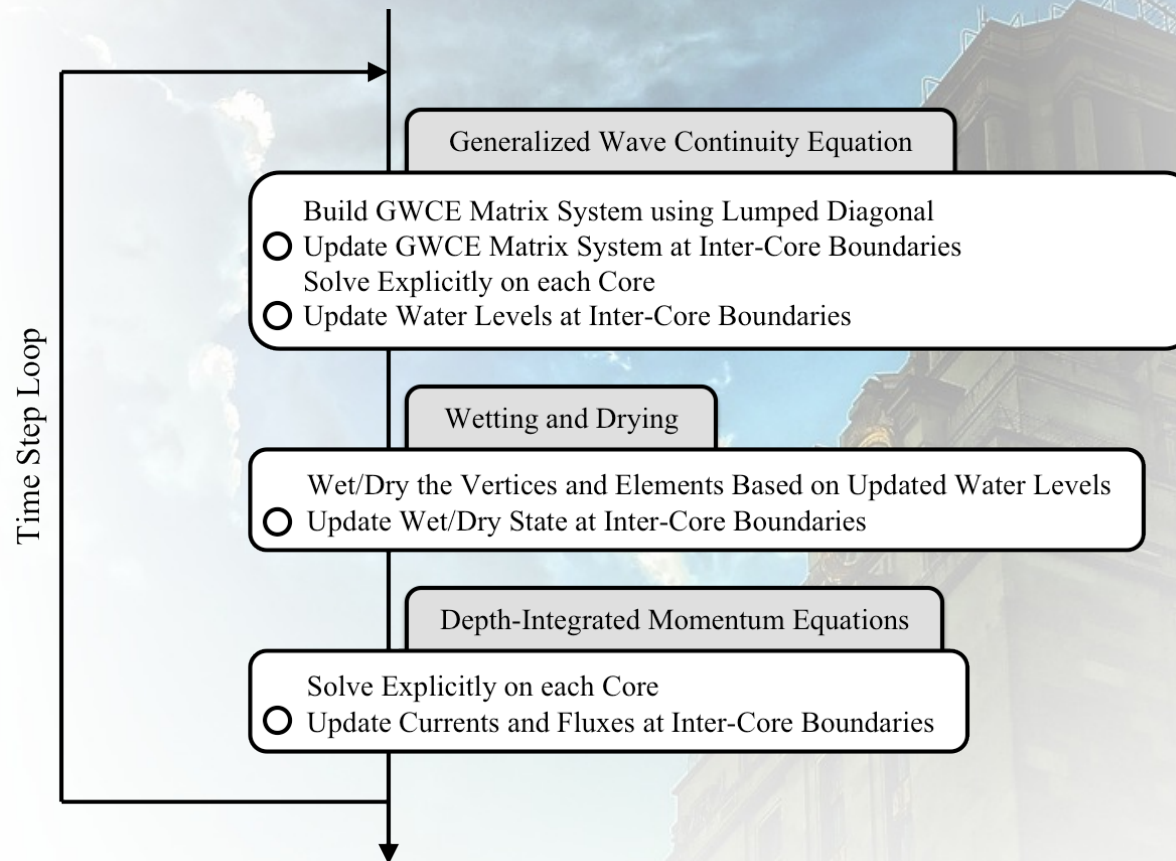 Generalized Wave Continuity Equation
Build GWCE Matrix System using Lumped Diagonal
Update GWCE Matrix System at Inter-Core Boundaries
Solve Explicitly on each Core
Update Water Levels at Inter-Core Boundaries
Time Step Loop
Wetting and Drying
Wet/Dry the Vertices and Elements Based on Updated Water Levels
Update Wet/Dry State at Inter-Core Boundaries
Depth-Integrated Momentum Equations
Solve Explicitly on each Core
Update Currents and Fluxes at Inter-Core Boundaries